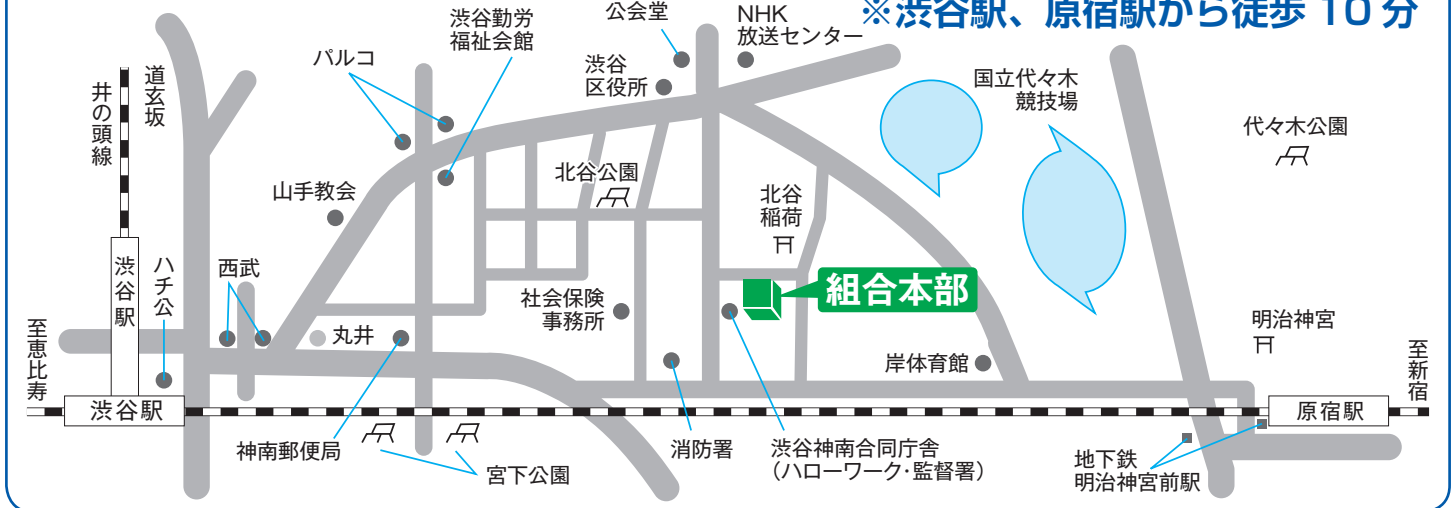 公会堂
NHK
放送センター
※渋谷駅、原宿駅から徒歩 10 分
渋谷勤労
福祉会館
パルコ
渋谷
区役所
国立代々木
競技場
代々木公園
道玄坂
井の頭線
山手教会
北谷公園
北谷
稲荷
渋谷駅
ハチ公
西武
社会保険
事務所
組合本部
丸井
岸体育館
明治神宮
至恵比寿
至新宿
渋谷駅
原宿駅
神南郵便局
宮下公園
消防署
渋谷神南合同庁舎
（ハローワーク・監督署）
地下鉄
明治神宮前駅